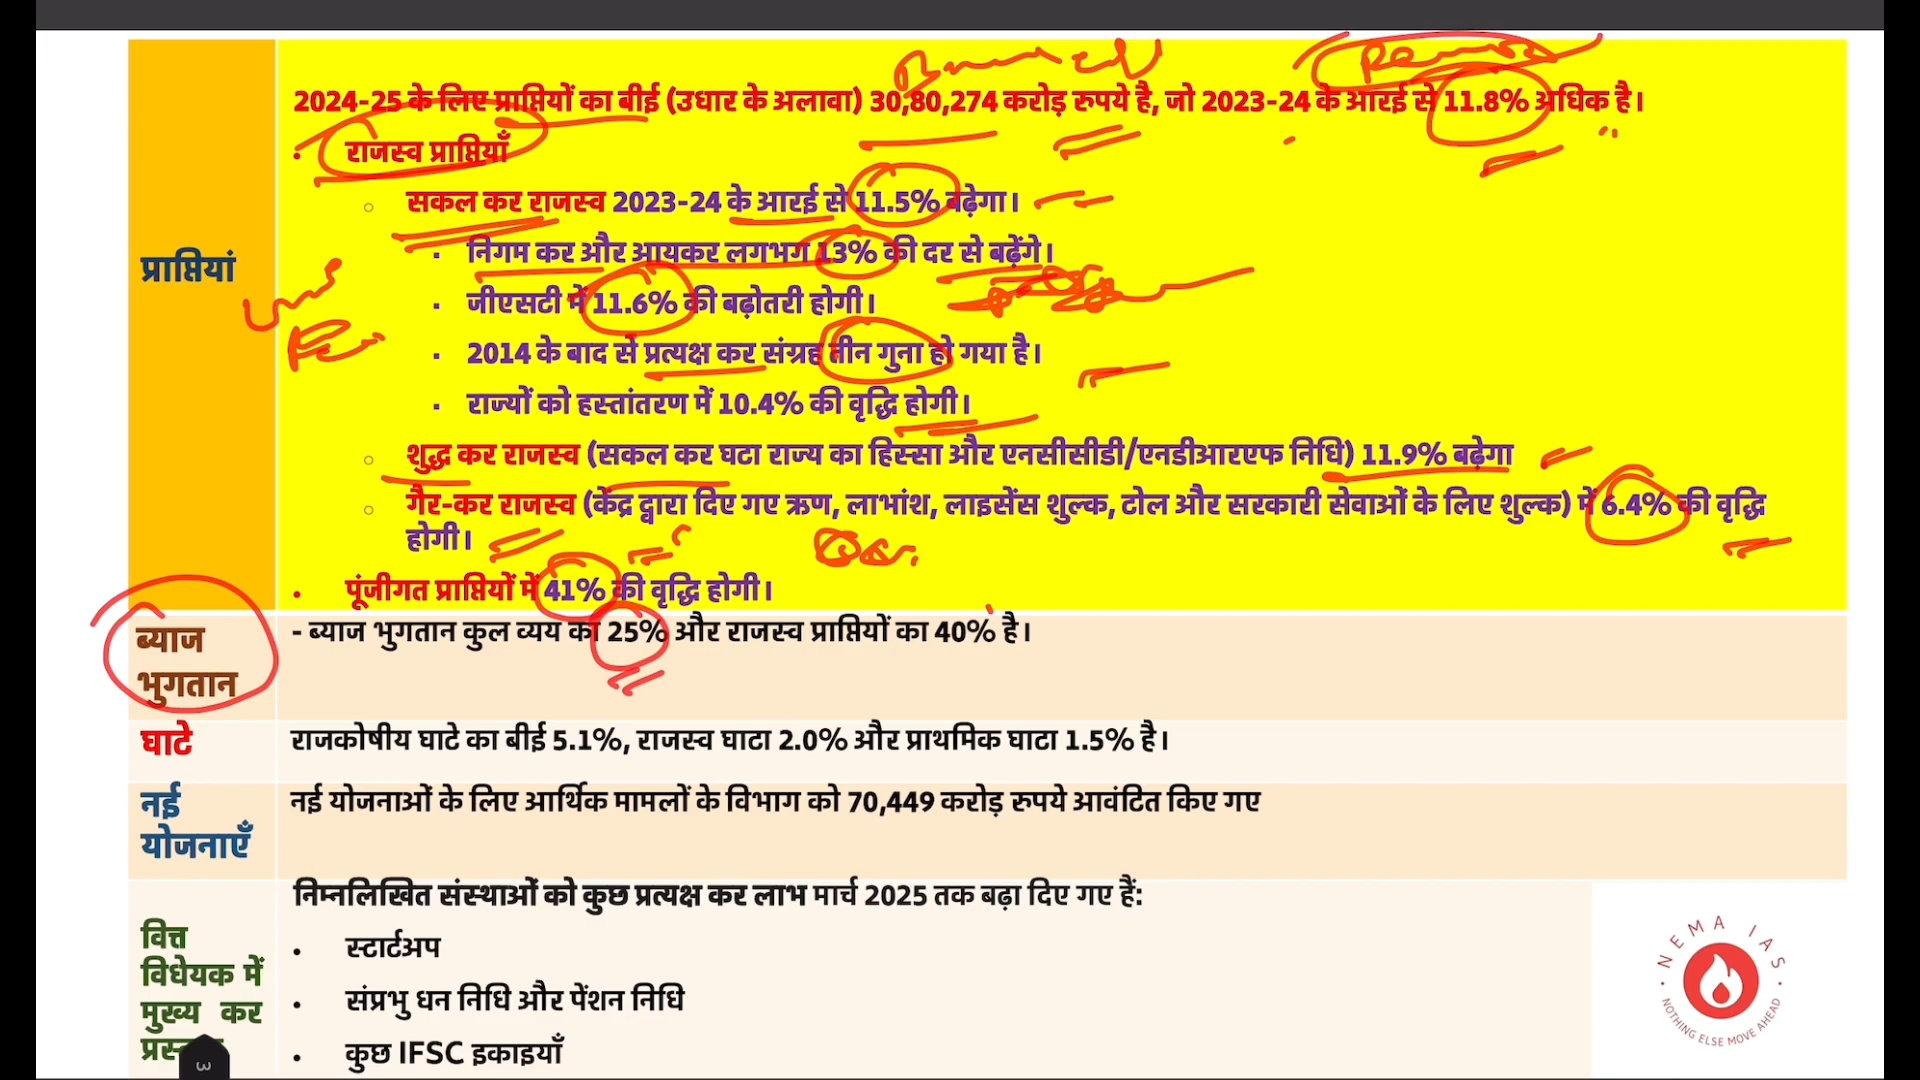 2024-25 के लिए प्राप्तियों का बीई (उधार के अलावा) 30,80,274 करोड़ रुपये है, जो 2023-24 के आरई से 11.8% अधिक है।
• राजस्व प्राप्तियाँ
○ सकल कर राजस्व 2023-24 के आरई से 11.5% बढ़ेगा।
▪ निगम कर और आयकर लगभग 13% की दर से बढ़ेंगे।
प्राप्तियां
▪ जीएसटी में 11.6% की बढ़ोतरी होगी।
▪ 2014 के बाद से प्रत्यक्ष कर संग्रह तीन गुना हो गया है।
▪ राज्यों को हस्तांतरण में 10.4% की वृद्धि होगी।
○ शुद्ध कर राजस्व (सकल कर घटा राज्य का हिस्सा और एनसीसीडी/एनडीआरएफ निधि) 11.9% बढ़ेगा
○ गैर-कर राजस्व (केंद्र द्वारा दिए गए ऋण, लाभांश, लाइसेंस शुल्क, टोल और सरकारी सेवाओं के लिए शुल्क) में 6.4% की वृद्धि
होगी।
• पूंजीगत प्राप्तियों में 41% की वृद्धि होगी।
ब्याज
भुगतान
- ब्याज भुगतान कुल व्यय का 25% और राजस्व प्राप्तियों का 40% है।
घाटे
राजकोषीय घाटे का बीई 5.1%, राजस्व घाटा 2.0% और प्राथमिक घाटा 1.5% है।
नई
योजनाएँ
नई योजनाओं के लिए आर्थिक मामलों के विभाग को 70,449 करोड़ रुपये आवंटित किए गए
वित्त
विधेयक में
मुख्य कर
निम्नलिखित संस्थाओं को कुछ प्रत्यक्ष कर लाभ मार्च 2025 तक बढ़ा दिए गए हैं:
• स्टार्टअप
• संप्रभु धन निधि और पेंशन निधि
• कुछ IFSC इकाइयाँ
NEMA IAS
NOTHING ELSE MOVE AHEAD
3